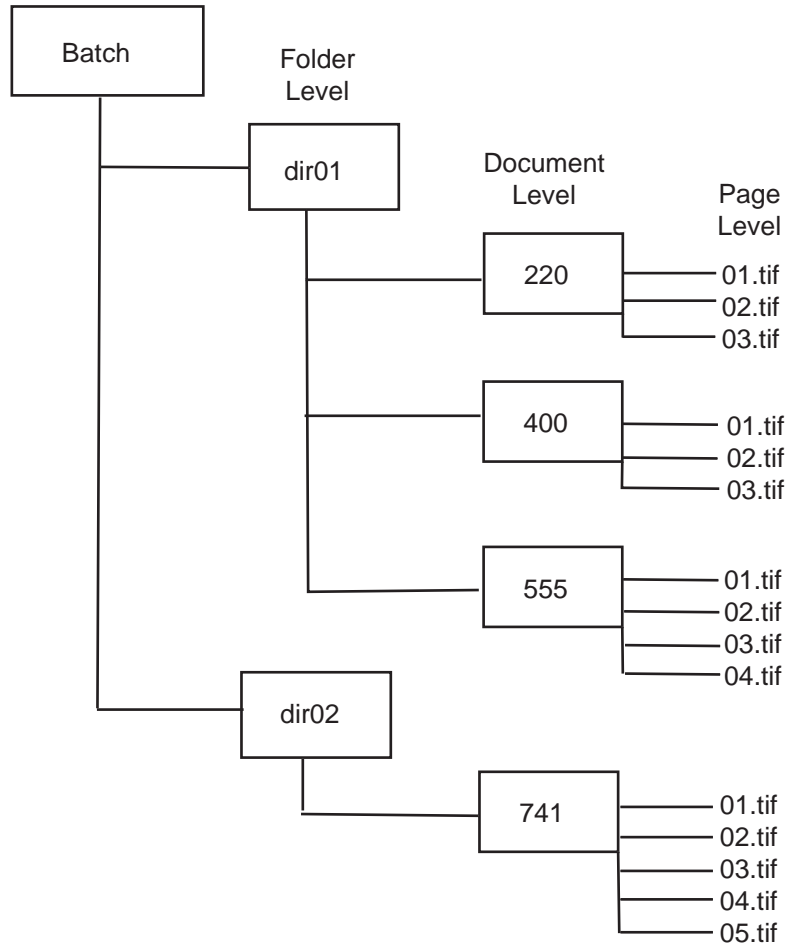 Batch
Folder
Level
dir01
Document
Level
Page
Level
220
01.tif
02.tif
03.tif
400
01.tif
02.tif
03.tif
555
01.tif
02.tif
03.tif
04.tif
dir02
741
01.tif
02.tif
03.tif
04.tif
05.tif